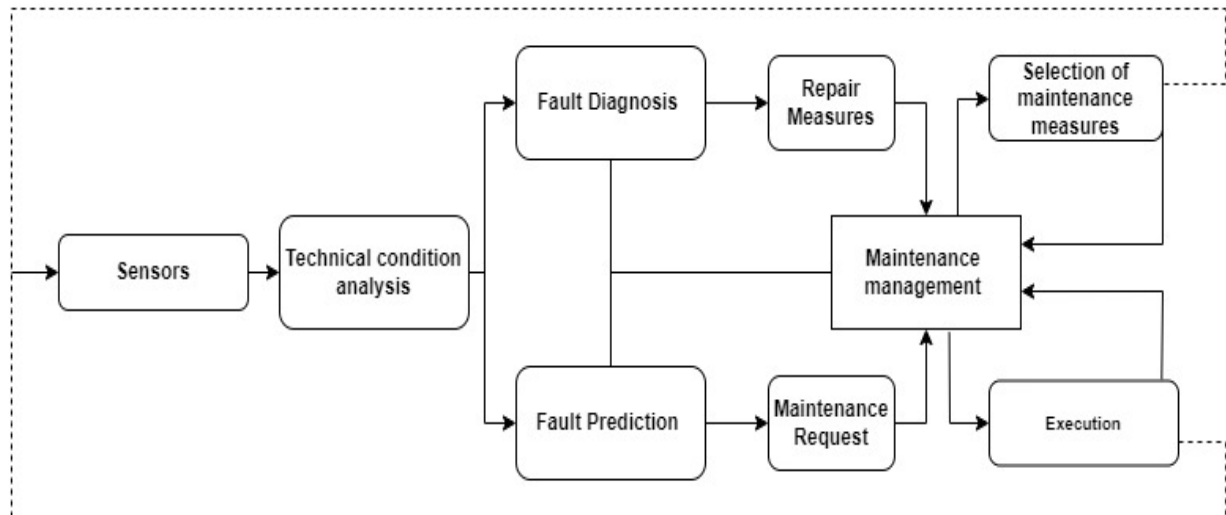 Sensors
Technical condition
analysis
Fault Diagnosis
Fault Prediction
Repair
Measures
Maintenance
Request
Maintenance
management
Selection of
maintenance
measures
Execution